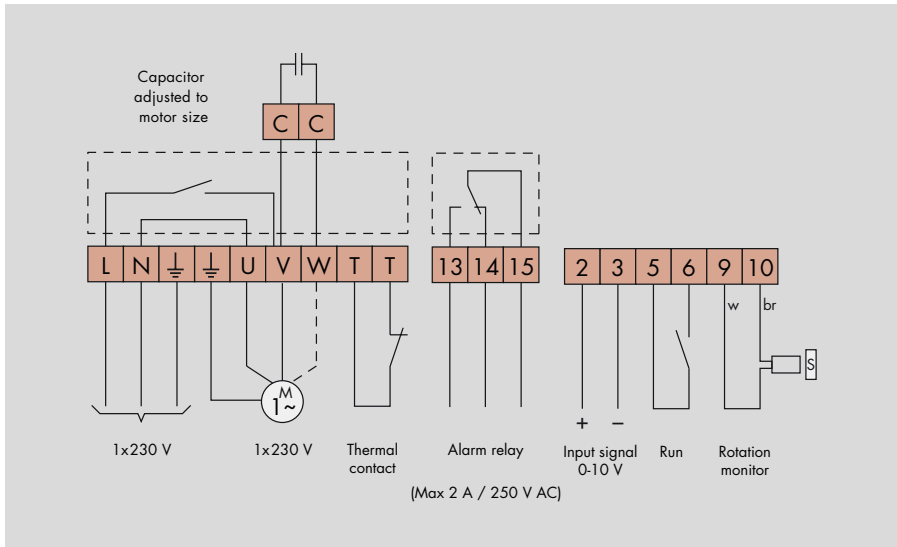 Capacitor
adjusted to
motor size
C C
L N U V W T T
13 14 15
2 3 5 6 9 10
w br
M
1~
S
+ −
1x230 V
1x230 V
Thermal
contact
Alarm relay
(Max 2 A / 250 V AC)
Input signal
0-10 V
Run
Rotation
monitor